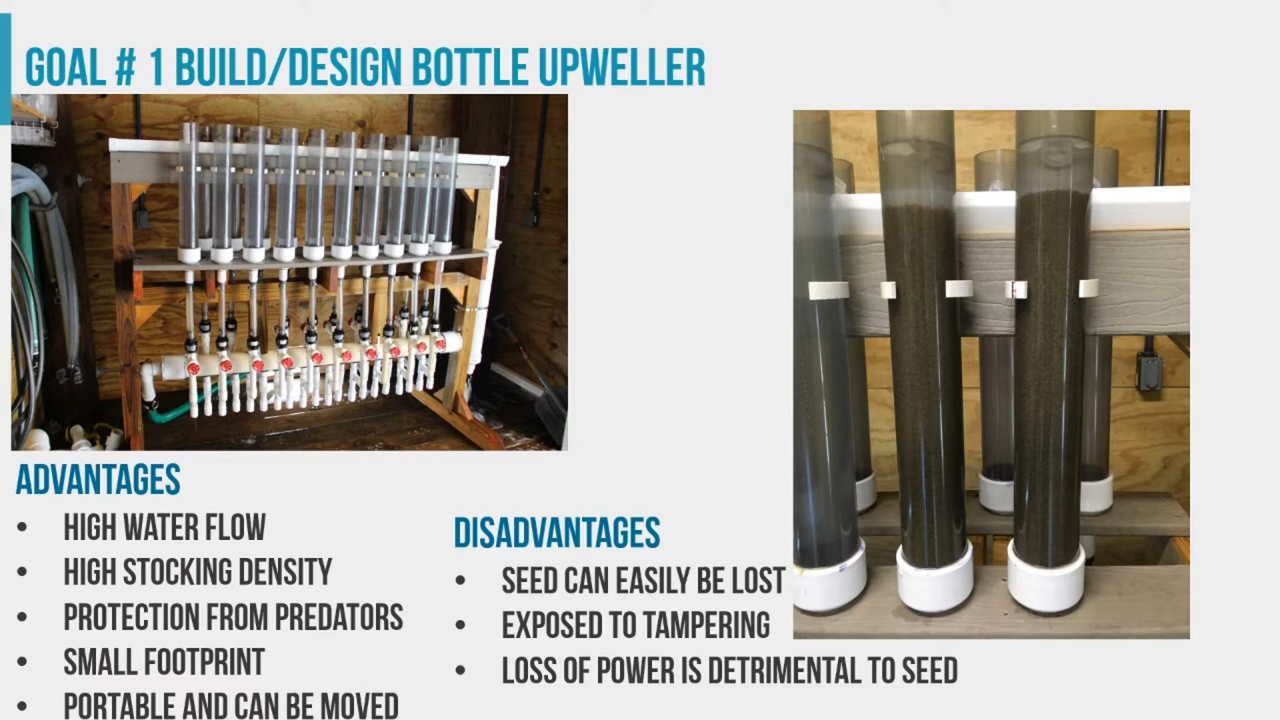 GOAL # 1 BUILD/DESIGN BOTTLE UPWELLER
ADVANTAGES
• HIGH WATER FLOW
• HIGH STOCKING DENSITY
• PROTECTION FROM PREDATORS
• SMALL FOOTPRINT
• PORTABLE AND CAN BE MOVED
DISADVANTAGES
• SEED CAN EASILY BE LOST
• EXPOSED TO TAMPERING
• LOSS OF POWER IS DETRIMENTAL TO SEED